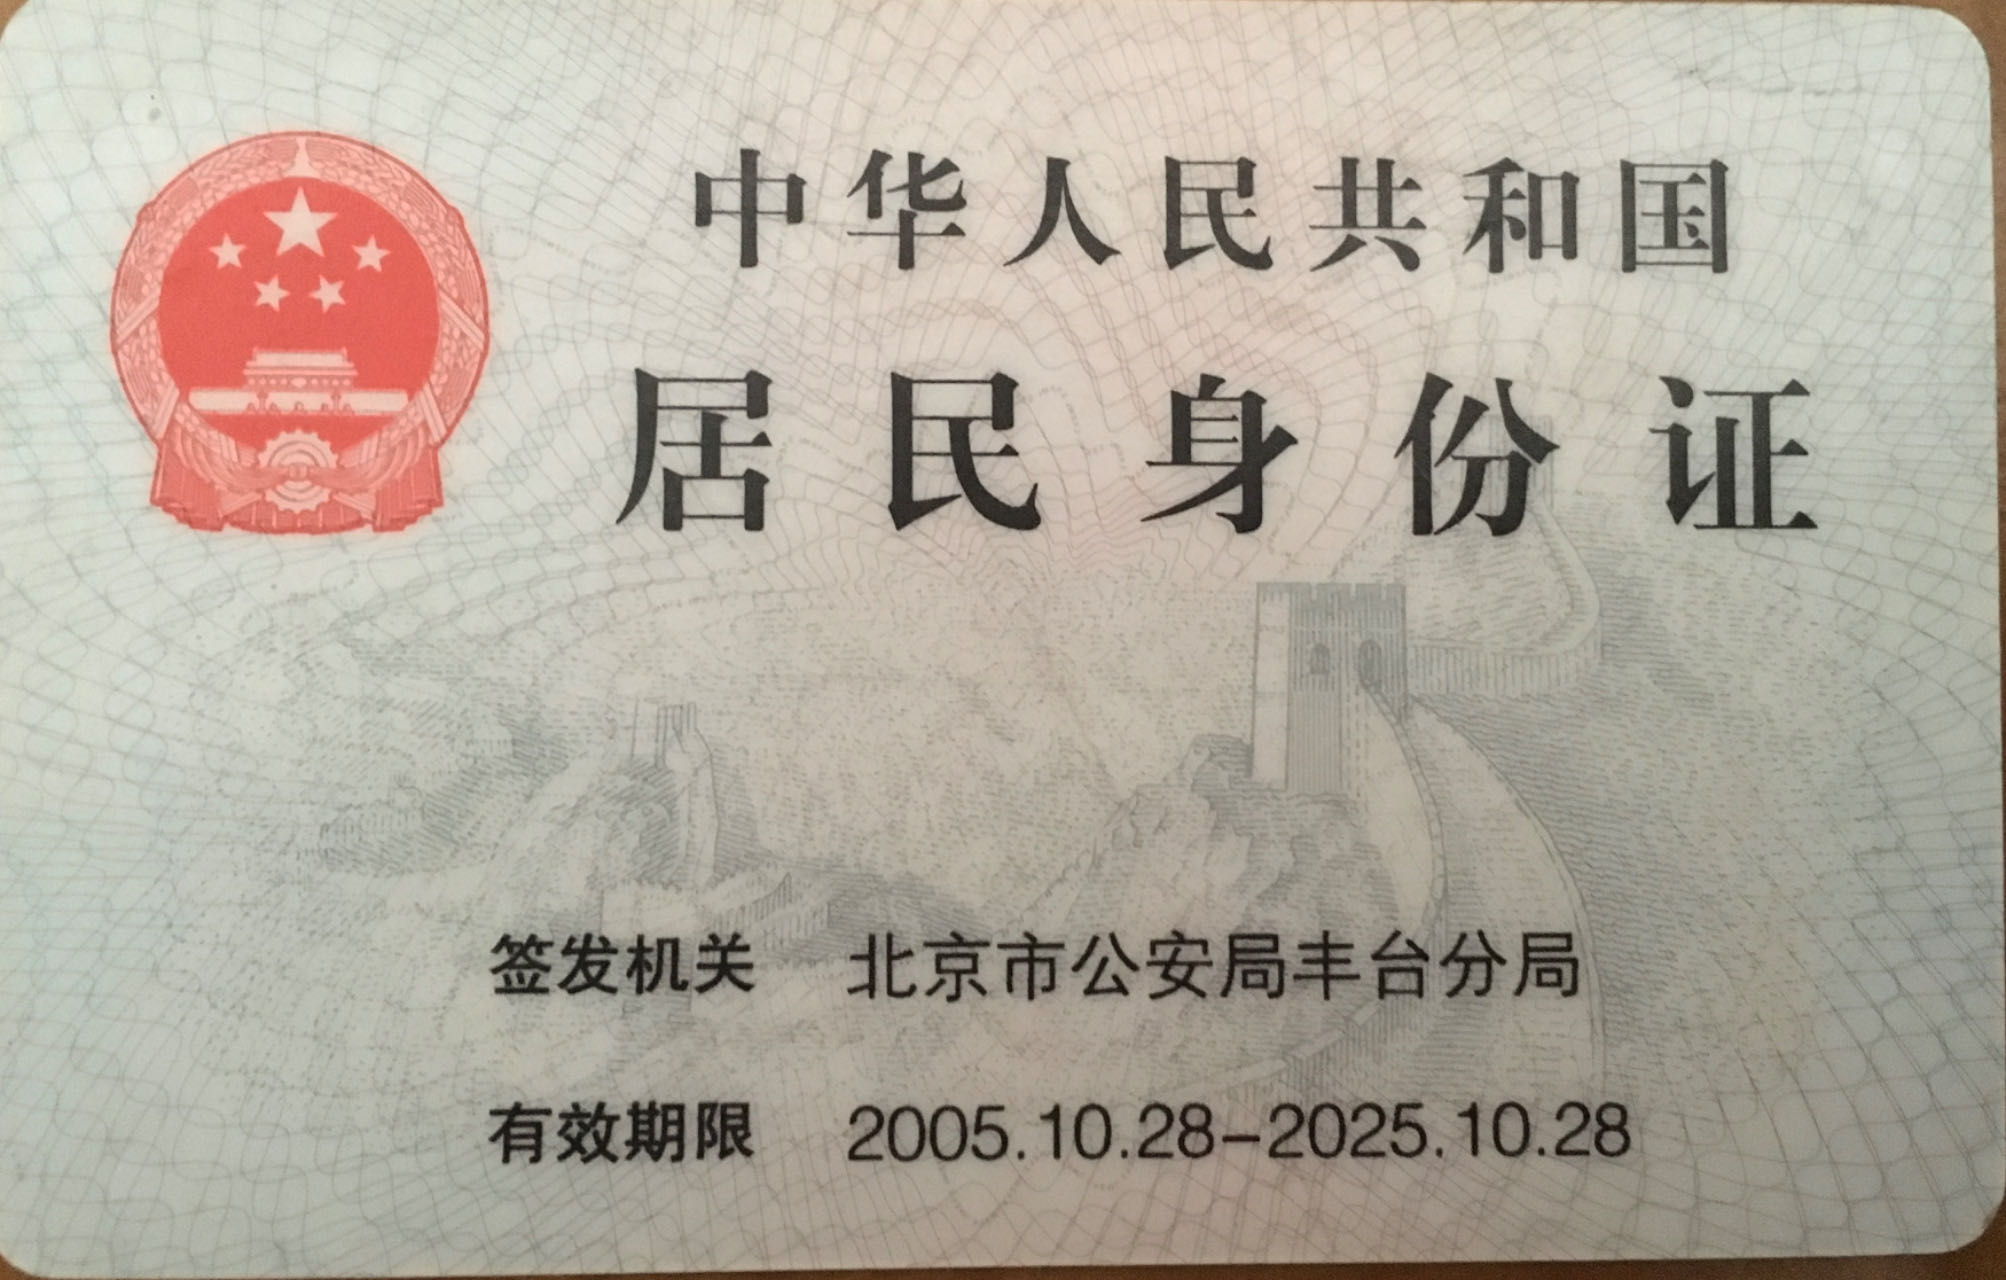 中华人民共和国
居民身份证
签发机关 北京市公安局丰台分局
有效期限 2005.10.28-2025.10.28